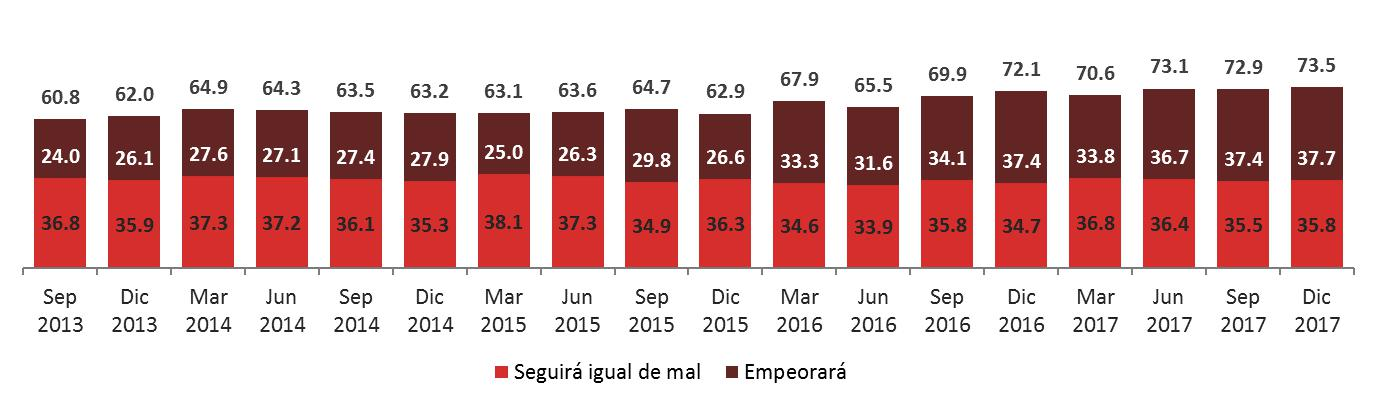 60.8 62.0 64.9 64.3 63.5 63.2 63.1 63.6 64.7 62.9 67.9 65.5 69.9 72.1 70.6 73.1 72.9 73.5
24.0 26.1 27.6 27.1 27.4 27.9 25.0 26.3 29.8 26.6 33.3 31.6 34.1 37.4 33.8 36.7 37.4 37.7
36.8 35.9 37.3 37.2 36.1 35.3 38.1 37.3 34.9 36.3 34.6 33.9 35.8 34.7 36.8 36.4 35.5 35.8
Sep Dic Mar Jun Sep Dic Mar Jun Sep Dic Mar Jun Sep Dic Mar Jun Sep Dic
2013 2013 2014 2014 2014 2014 2015 2015 2015 2015 2016 2016 2016 2016 2017 2017 2017 2017
Seguirá igual de mal Empeorará